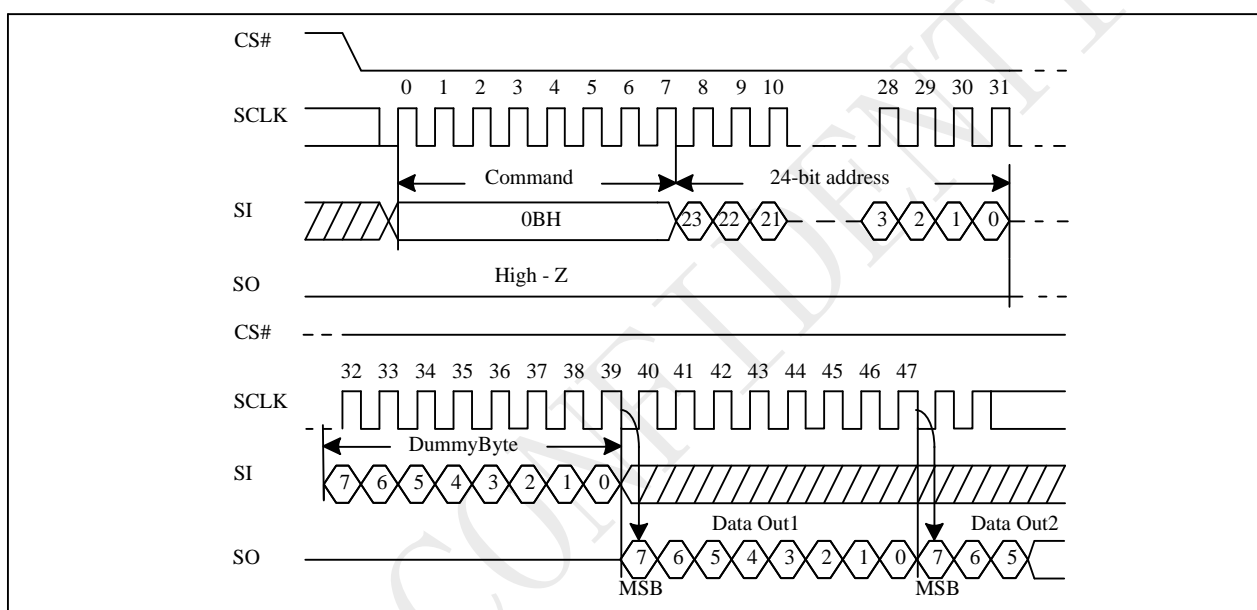 CS#
0 1 2 3 4 5 6 7 8 9 10 28 29 30 31
SCLK
Command 24-bit address
SI 0BH 23 22 21 3 2 1 0
High - Z
SO
CS#
32 33 34 35 36 37 38 39 40 41 42 43 44 45 46 47
SCLK
DummyByte
SI 7 6 5 4 3 2 1 0
Data Out1 Data Out2
SO 7 6 5 4 3 2 1 0 7 6 5
MSB MSB
CONFIDENT